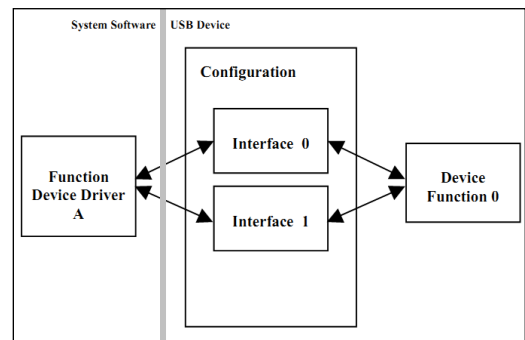 System Software
USB Device
Configuration
Interface 0
Interface 1
Function
Device Driver
A
Device
Function 0